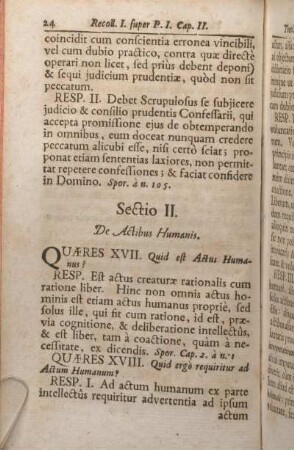 24 Recoll. I. super P. I. Cap. II.
coincidit cum conscientia erronea vincibili,
vel cum dubio practico, contra quæ directè
operari non licet, sed priùs debent deponi)
& sequi judicium prudentiæ, quòd non sit
peccatum.
RESP. II. Debet Scrupulosus se subjicere
judicio & consilio prudentis Confessarii, qui
accepta promissione ejus de obtemperando
in omnibus, eum doceat nunquam credere
peccatum alicubi esse, nisi certò sciat; pro-
ponat etiam sententias laxiores, non permit-
tat repetere confessiones; & faciat confidere
in Domino. Spor. à n. 105.
Sectio II.
De Actibus Humanis.
QUÆRES XVII. Quid est Actus Huma-
nus?
RESP. Est actus creaturæ rationalis cum
ratione liber. Hinc non omnis actus ho-
minis est etiam actus humanus propriè, sed
solus ille, qui fit cum ratione, id est, præ-
via cognitione, & deliberatione intellectûs,
& est liber, tam à coactione, quàm à ne-
cessitate, ex dicendis. Spor. Cap. 2. à n. 1
QUÆRES XVIII. Quid ergò requiritur ad
Actum Humanum?
RESP. I. Ad actum humanum ex parte
intellectûs requiritur advertentia ad ipsum
actum